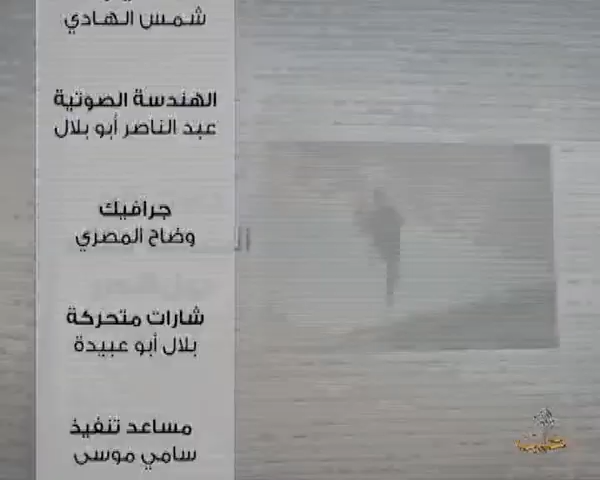 شمس الهادي
الهندسة الصوتية
عبد الناصر أبو بلال
جرافيك
وضاح المصري
شارات متحركة
بلال أبو عبيدة
مساعد تنفيذ
سامي موسى